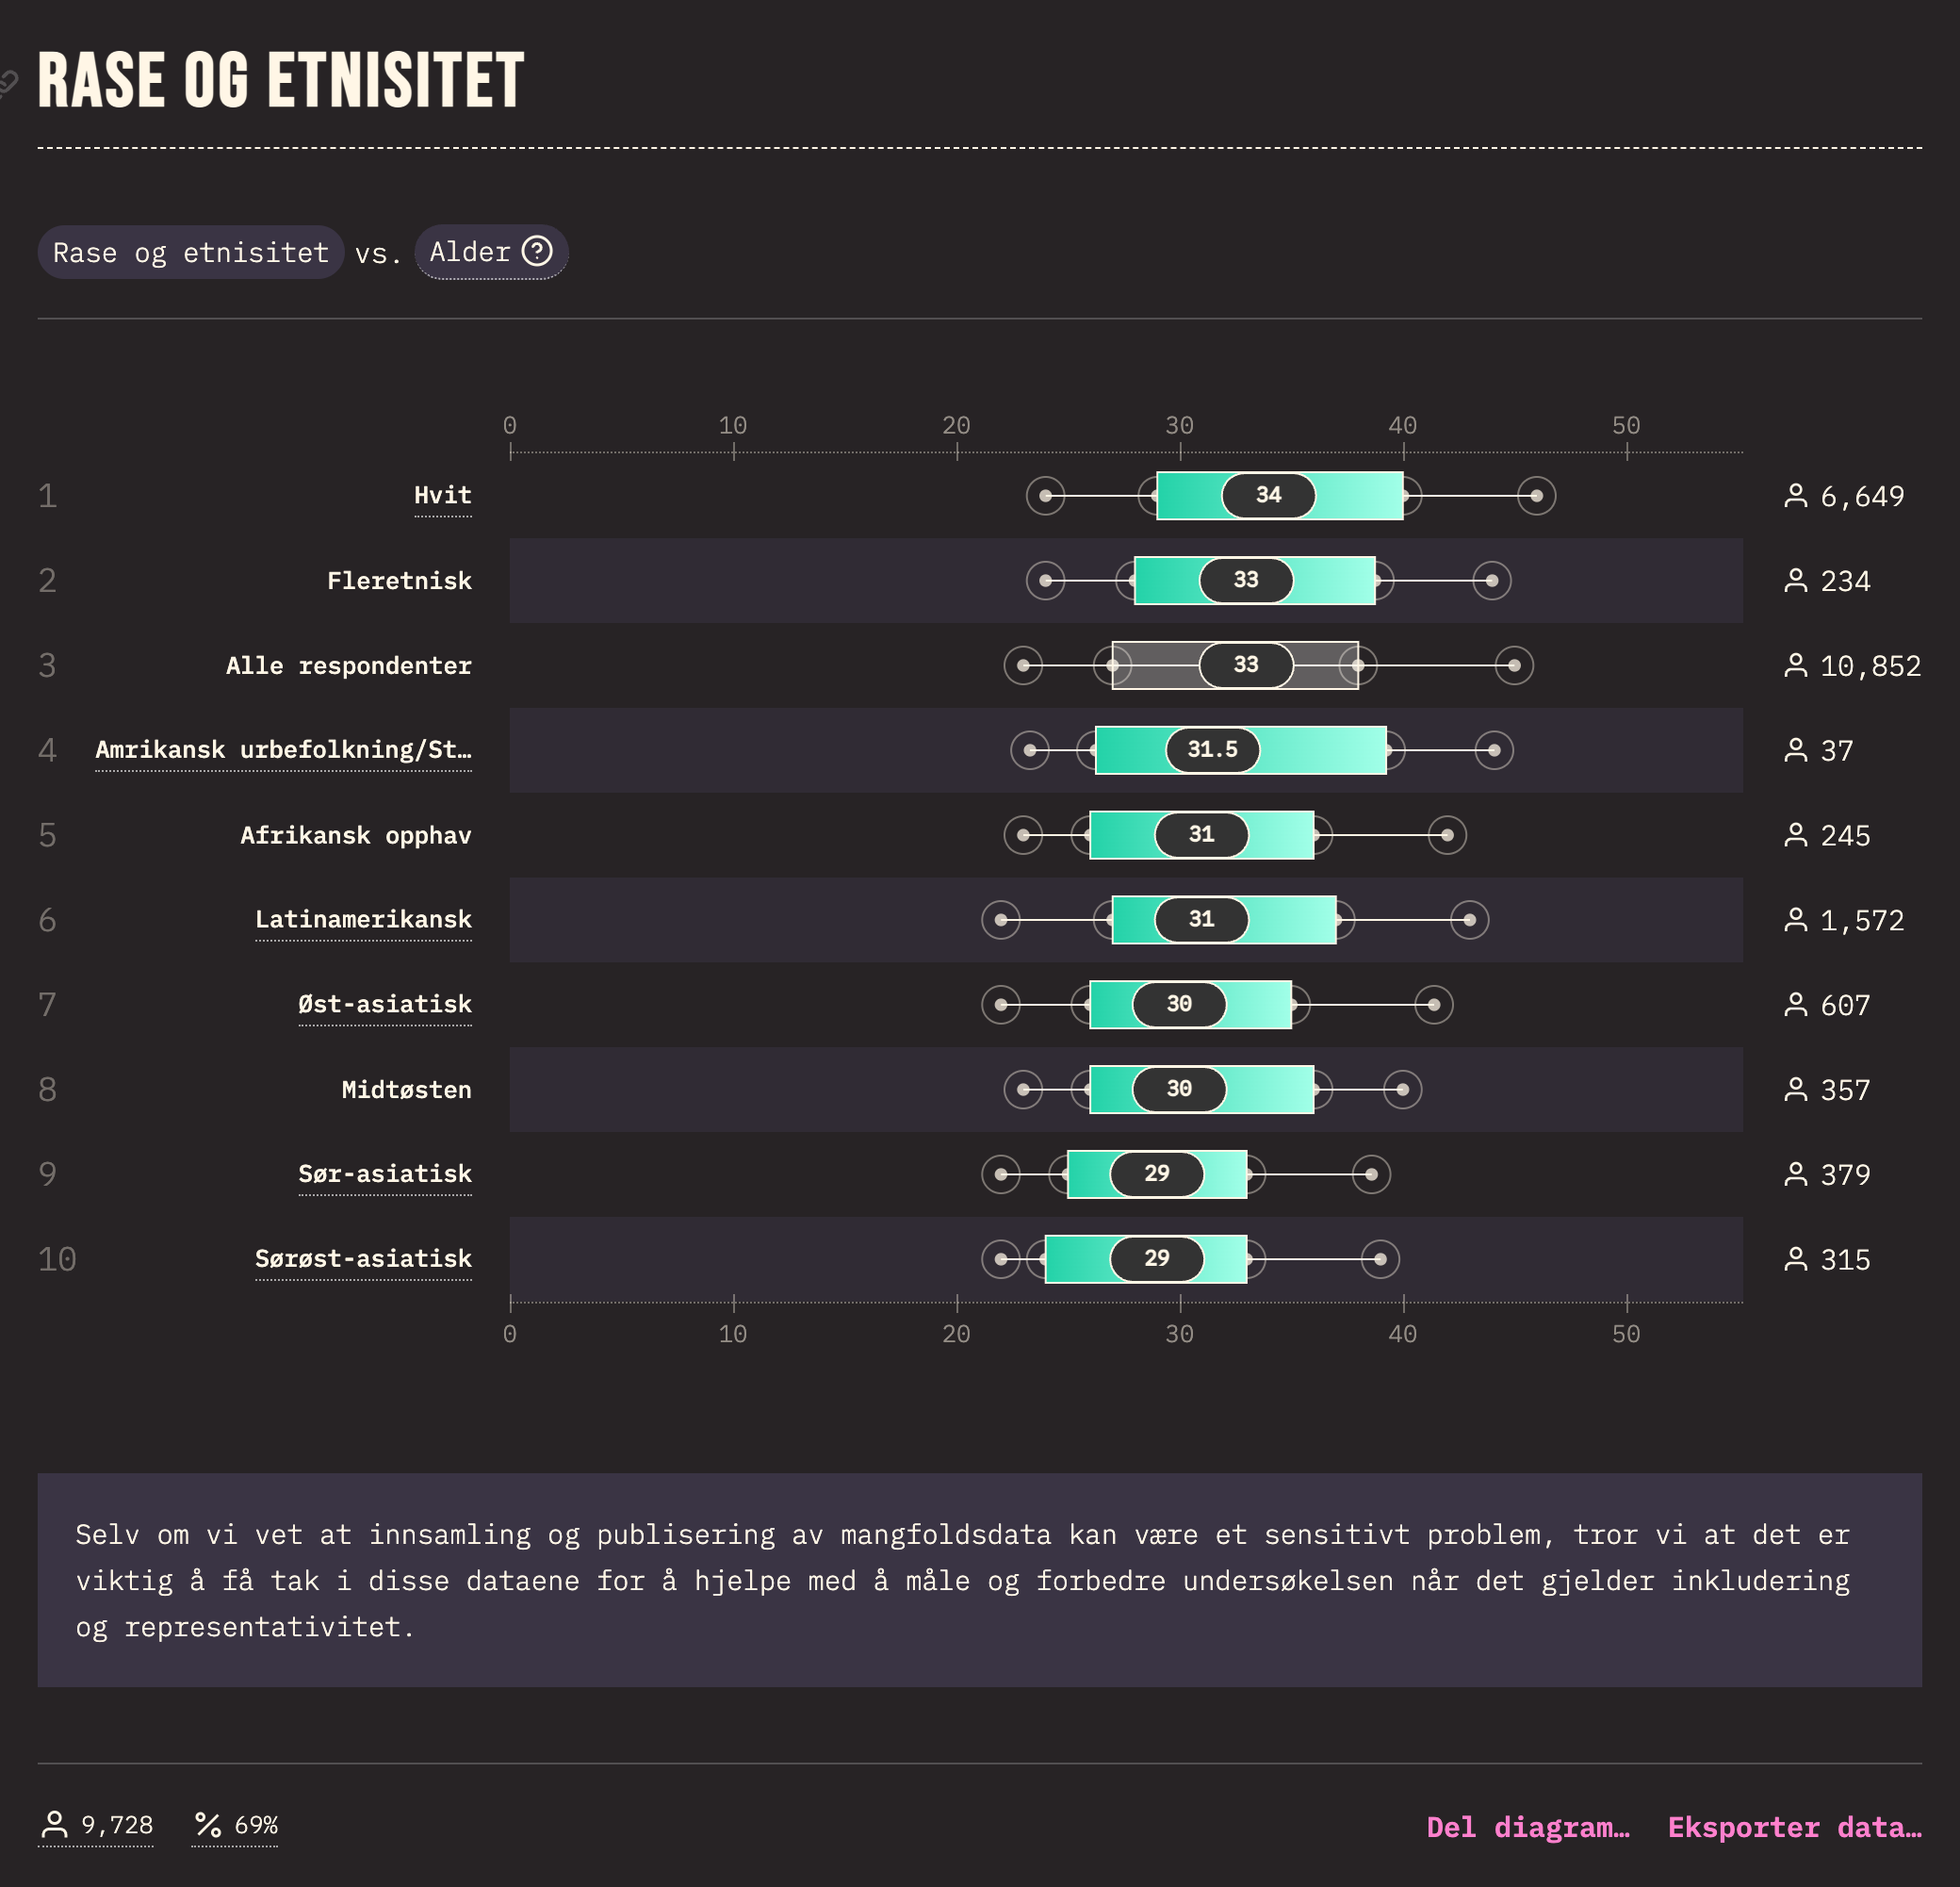 RASE OG ETNISITET
Rase og etnisitet vs. Alder ?
0 10 20 30 40 50
1 Hvit 34 6,649
2 Fleretnisk 33 234
3 Alle respondenter 33 10,852
4 Amrikansk urbefolkning/St… 31.5 37
5 Afrikansk opphav 31 245
6 Latinamerikansk 31 1,572
7 Øst-asiatisk 30 607
8 Midtøsten 30 357
9 Sør-asiatisk 29 379
10 Sørøst-asiatisk 29 315
0 10 20 30 40 50
Selv om vi vet at innsamling og publisering av mangfoldsdata kan være et sensitivt problem, tror vi at det er
viktig å få tak i disse dataene for å hjelpe med å måle og forbedre undersøkelsen når det gjelder inkludering
og representativitet.
9,728 % 69% Del diagram… Eksporter data…